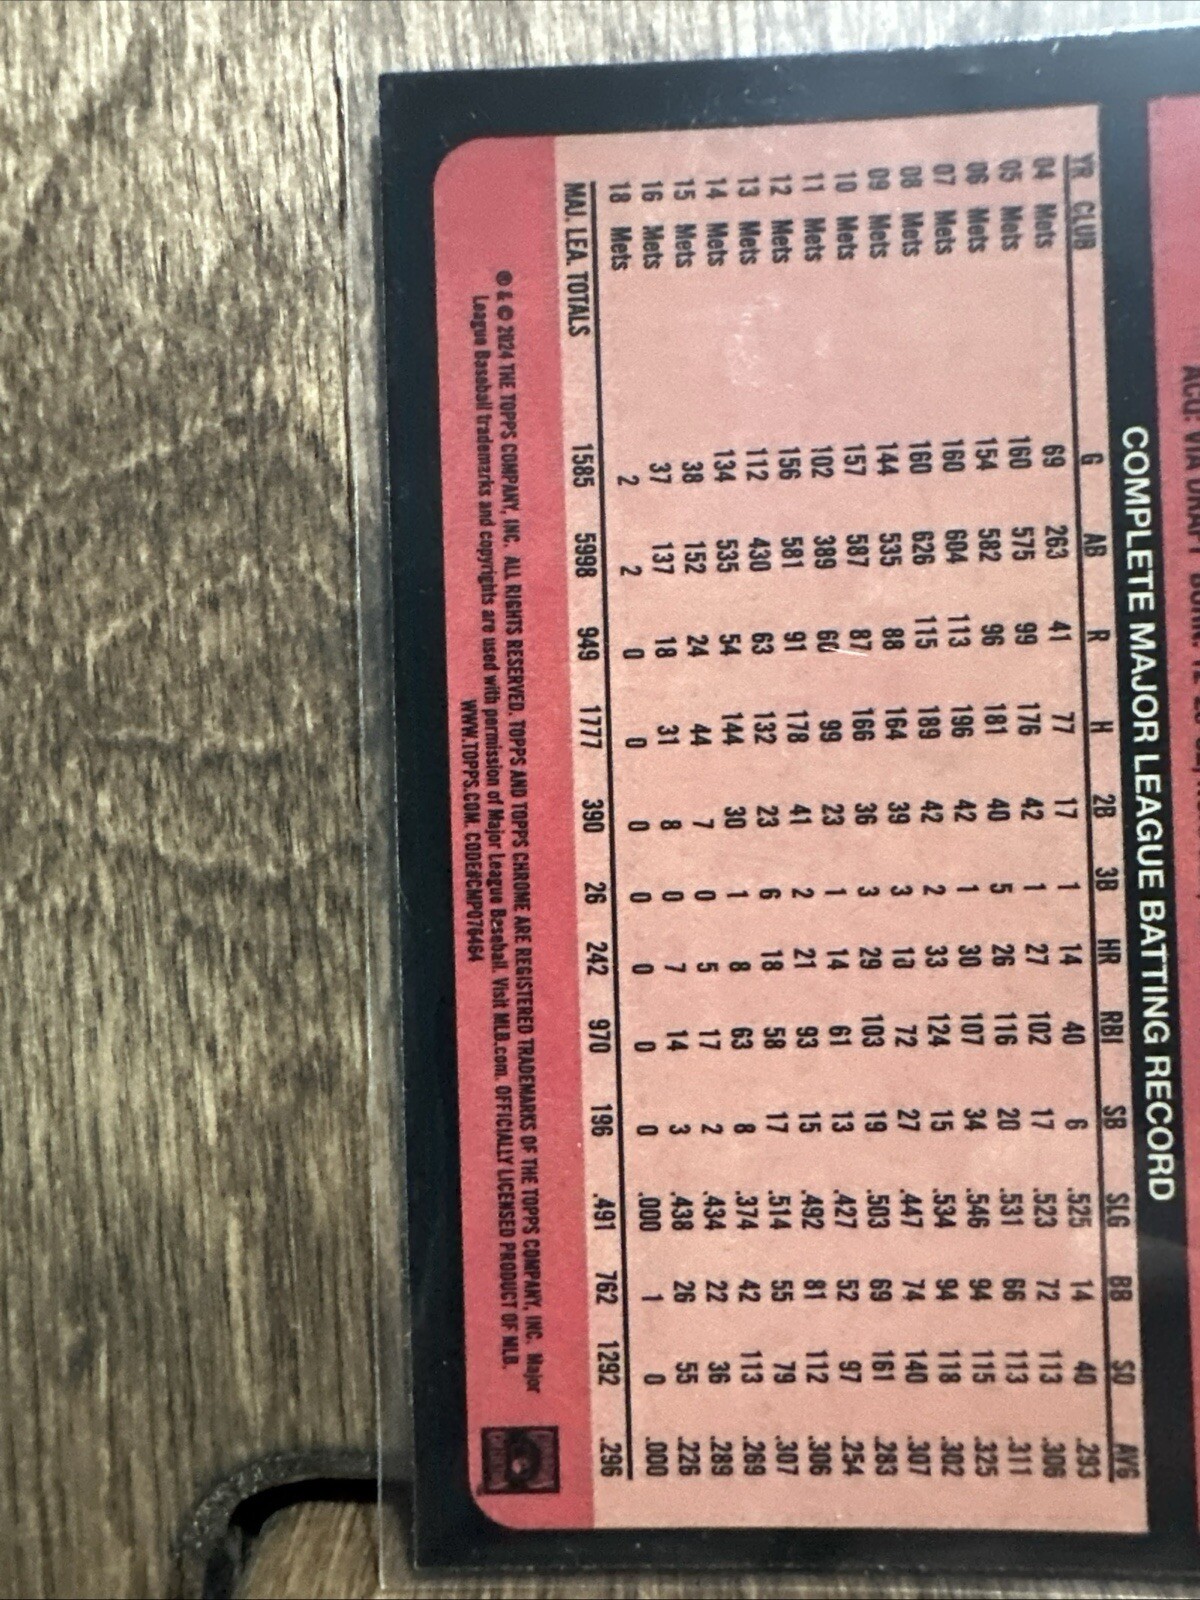 ACQ: VIA DRAFT BORN:
COMPLETE MAJOR LEAGUE BATTING RECORD
YR CLUB G AB R H 2B 3B HR RBI SB SLG BB SO AVG
04 Mets 69 263 41 77 17 1 14 40 6 .525 14 40 .293
05 Mets 160 575 99 176 42 1 27 102 17 .523 72 113 .306
06 Mets 154 582 96 181 40 5 26 116 20 .531 66 113 .311
07 Mets 160 604 113 196 42 1 30 107 34 .546 94 115 .325
08 Mets 160 626 115 189 42 2 33 124 15 .534 94 118 .302
09 Mets 144 535 88 164 39 3 10 72 27 .447 74 140 .307
10 Mets 157 587 87 166 36 3 29 103 19 .503 69 161 .283
11 Mets 102 389 60 99 23 1 14 61 13 .427 52 97 .254
12 Mets 156 581 91 178 41 2 21 93 15 .492 81 112 .306
13 Mets 112 430 63 132 23 6 18 58 17 .514 55 79 .307
14 Mets 134 535 54 144 30 1 8 63 8 .374 42 113 .269
15 Mets 38 152 24 44 7 0 5 17 2 .434 22 36 .289
16 Mets 37 137 18 31 8 0 7 14 3 .438 26 55 .226
18 Mets 2 2 0 0 0 0 0 0 0 .000 1 0 .000
MAJ. LEA. TOTALS 1585 5998 949 1777 390 26 242 970 196 .491 762 1292 .296
® & © 2024 THE TOPPS COMPANY, INC. ALL RIGHTS RESERVED. TOPPS AND TOPPS CHROME ARE REGISTERED TRADEMARKS OF THE TOPPS COMPANY, INC. Major
League Baseball trademarks and copyrights are used with permission of Major League Baseball. Visit MLB.com. OFFICIALLY LICENSED PRODUCT OF MLB.
WWW.TOPPS.COM. CODE#CMP076464